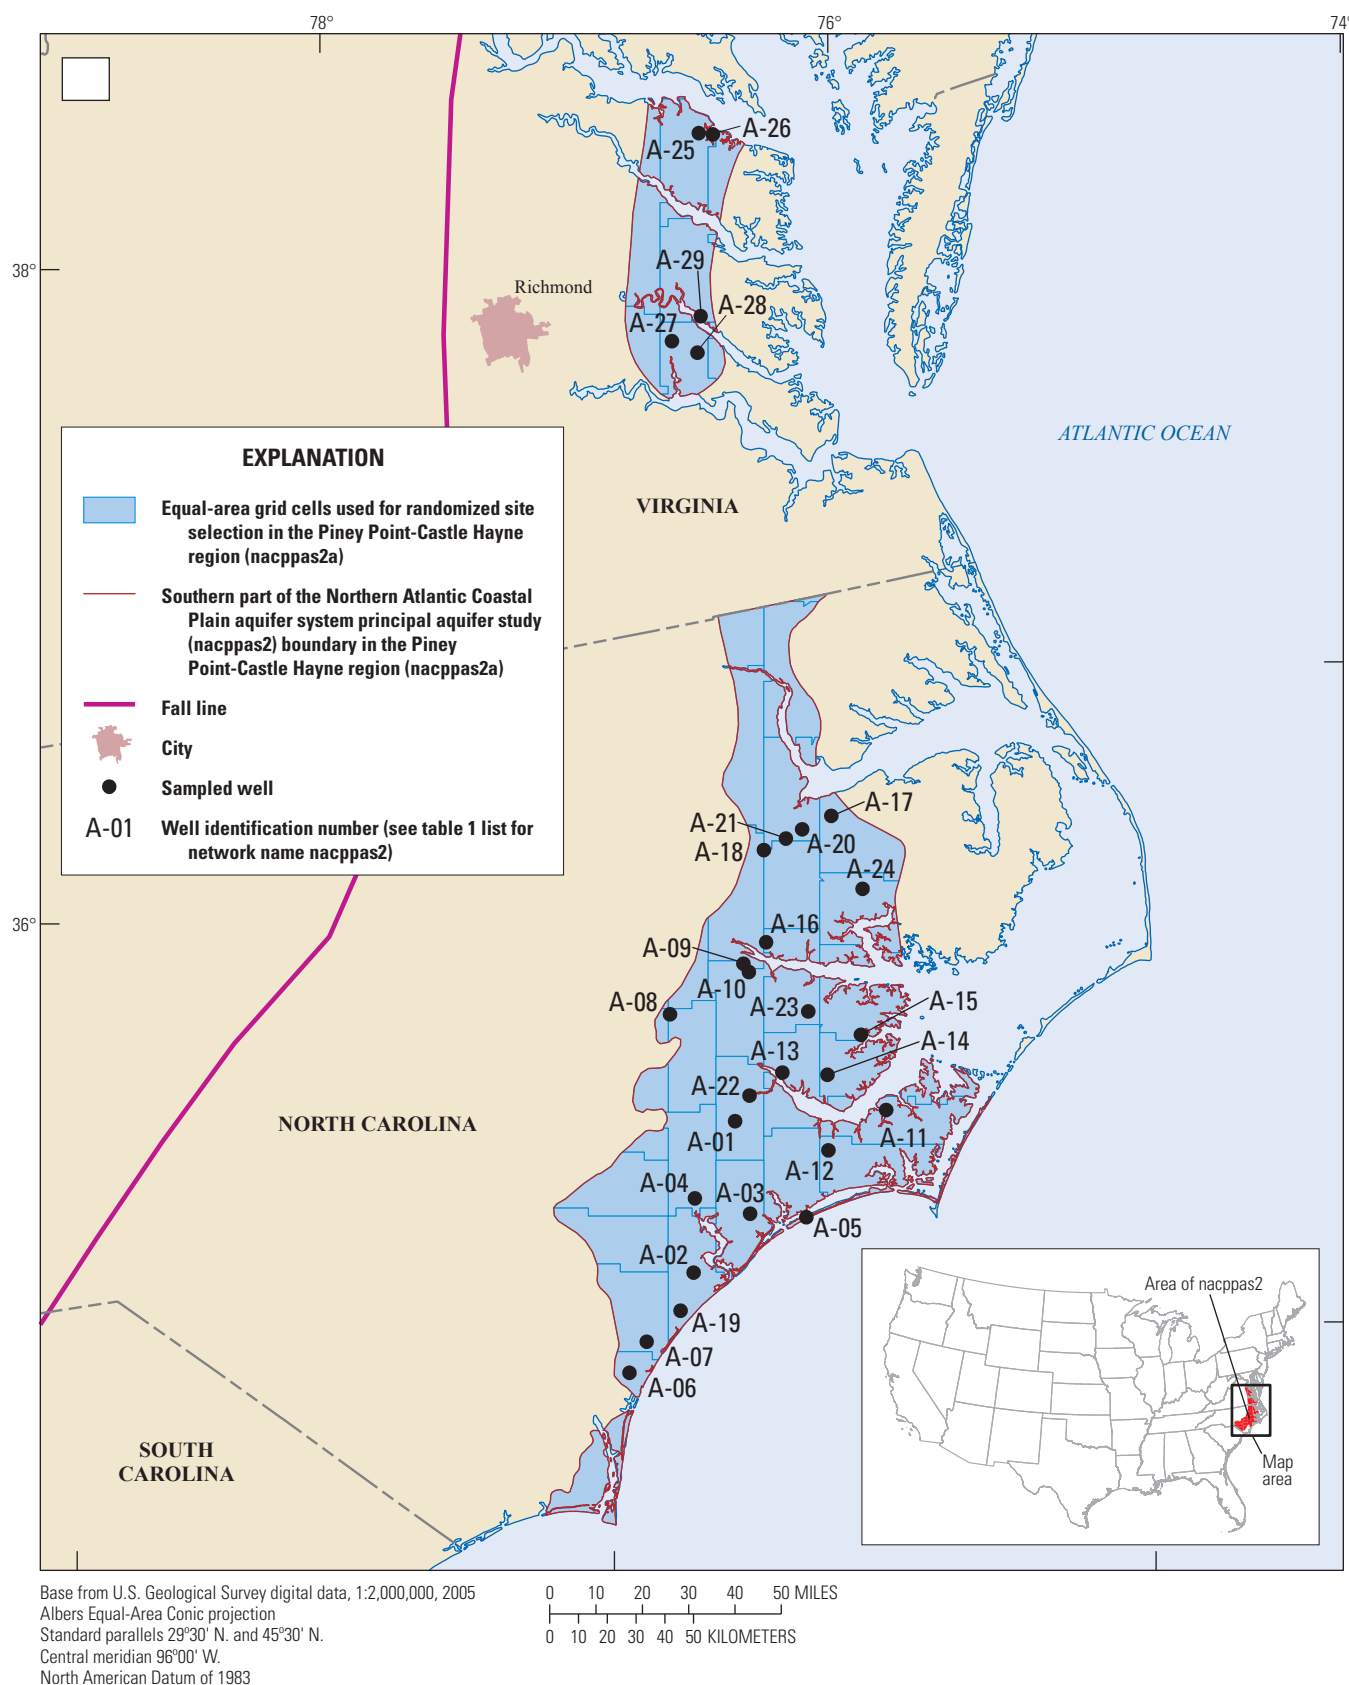 78°
76°
74°
A-26
A-25
38°
A-29
Richmond
A-28
A-27
ATLANTIC OCEAN
EXPLANATION
Equal-area grid cells used for randomized site
selection in the Piney Point-Castle Hayne
region (nacppas2a)
Southern part of the Northern Atlantic Coastal
Plain aquifer system principal aquifer study
(nacppas2) boundary in the Piney
Point-Castle Hayne region (nacppas2a)
Fall line
City
Sampled well
A-01
Well identification number (see table 1 list for
network name nacppas2)
VIRGINIA
A-17
A-21
A-20
A-18
A-24
36°
A-16
A-09
A-10
A-08
A-23
A-15
A-14
A-13
A-22
NORTH CAROLINA
A-01
A-11
A-12
A-04
A-03
A-05
A-02
A-19
A-07
A-06
Area of nacppas2
Map
area
SOUTH
CAROLINA
Base from U.S. Geological Survey digital data, 1:2,000,000, 2005
Albers Equal-Area Conic projection
Standard parallels 29°30' N. and 45°30' N.
Central meridian 96°00' W.
North American Datum of 1983
0 10 20 30 40 50 MILES
0 10 20 30 40 50 KILOMETERS